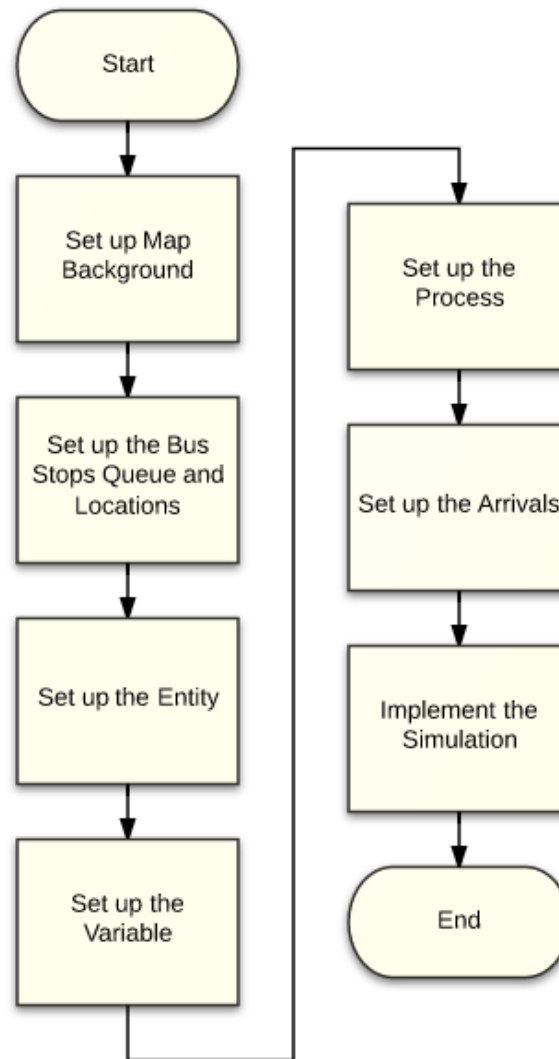 Start
Set up Map
Background
Set up the Bus
Stops Queue and
Locations
Set up the Entity
Set up the
Variable
Set up the
Process
Set up the Arrivals
Implement the
Simulation
End